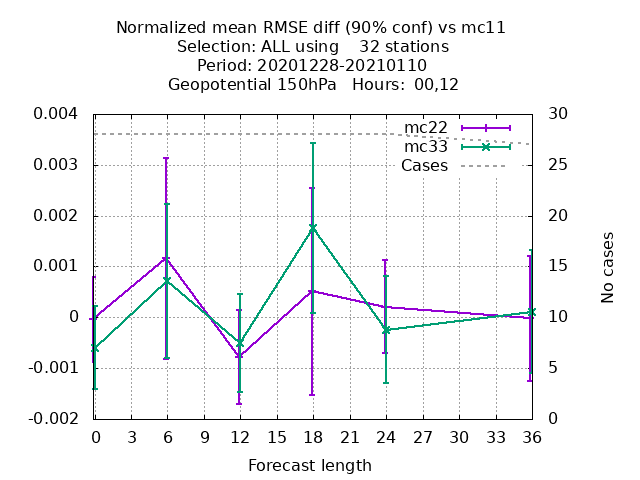 Normalized mean RMSE diff (90% conf) vs mc11
Selection: ALL using    32 stations
Period: 20201228-20210110
Geopotential 150hPa   Hours:  00,12
0.004
0.003
0.002
0.001
0
-0.001
-0.002
30
25
20
15
10
5
0
mc22
mc33
Cases
No cases
0 3 6 9 12 15 18 21 24 27 30 33 36
Forecast length